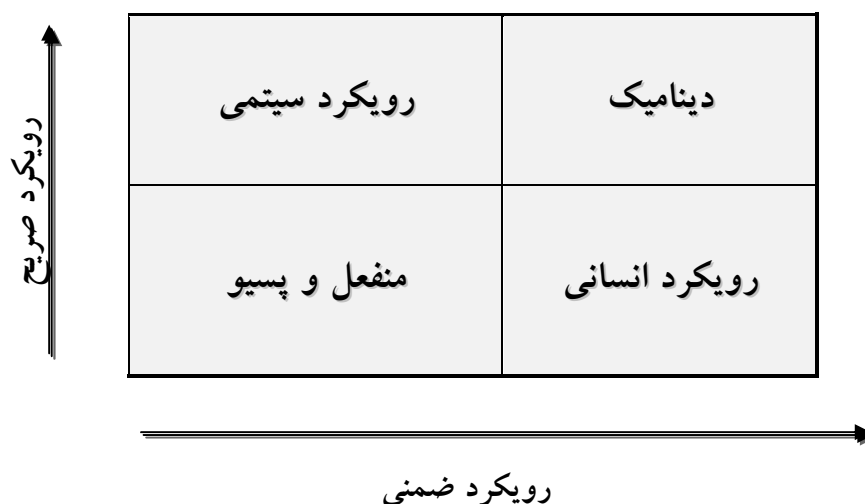 دینامیک
رویکرد سیتمی
رویکرد انسانی
منفعل و پسیو
رویکرد صریح
رویکرد ضمنی